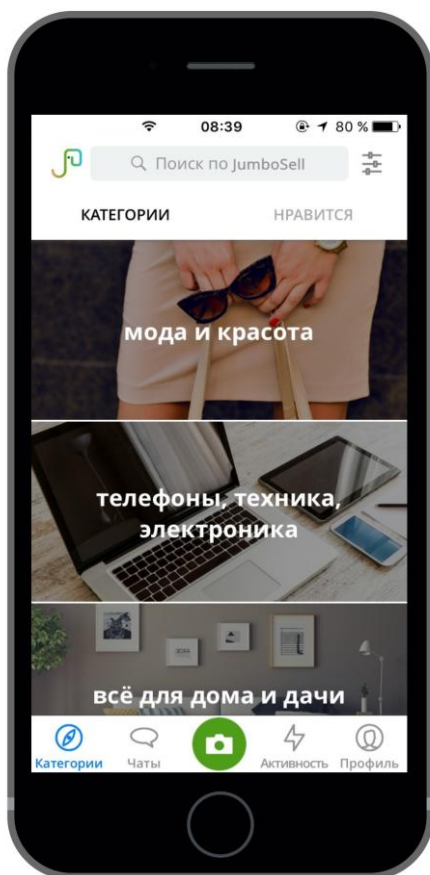 08:39
80 %
Поиск по JumboSell
КАТЕГОРИИ
НРАВИТСЯ
мода и красота
телефоны, техника,
электроника
всё для дома и дачи
Категории
Чаты
Активность
Профиль